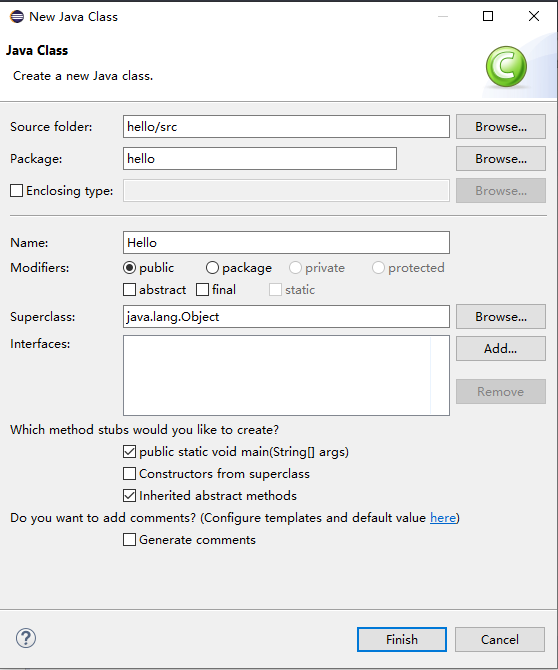 New Java Class
Java Class
Create a new Java class.
Source folder: hello/src Browse...
Package: hello Browse...
Enclosing type: Browse...
Name: Hello
Modifiers: public package private protected
abstract final static
Superclass: java.lang.Object Browse...
Interfaces: Add...
Remove
Which method stubs would you like to create?
public static void main(String[] args)
Constructors from superclass
Inherited abstract methods
Do you want to add comments? (Configure templates and default value here)
Generate comments
? Finish Cancel